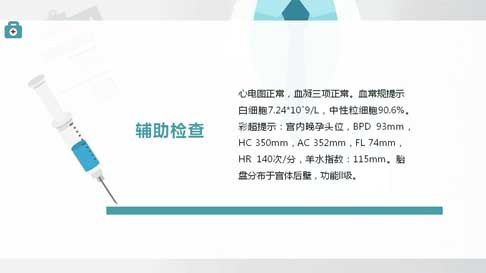 辅助检查
心电图正常，血凝三项正常。血常规提示
白细胞7.24*10^9/L，中性粒细胞90.6%。
彩超提示：宫内晚孕头位，BPD 93mm，
HC 350mm，AC 352mm，FL 74mm，
HR 140次/分，羊水指数：115mm。胎
盘分布于宫体后壁，功能II级。